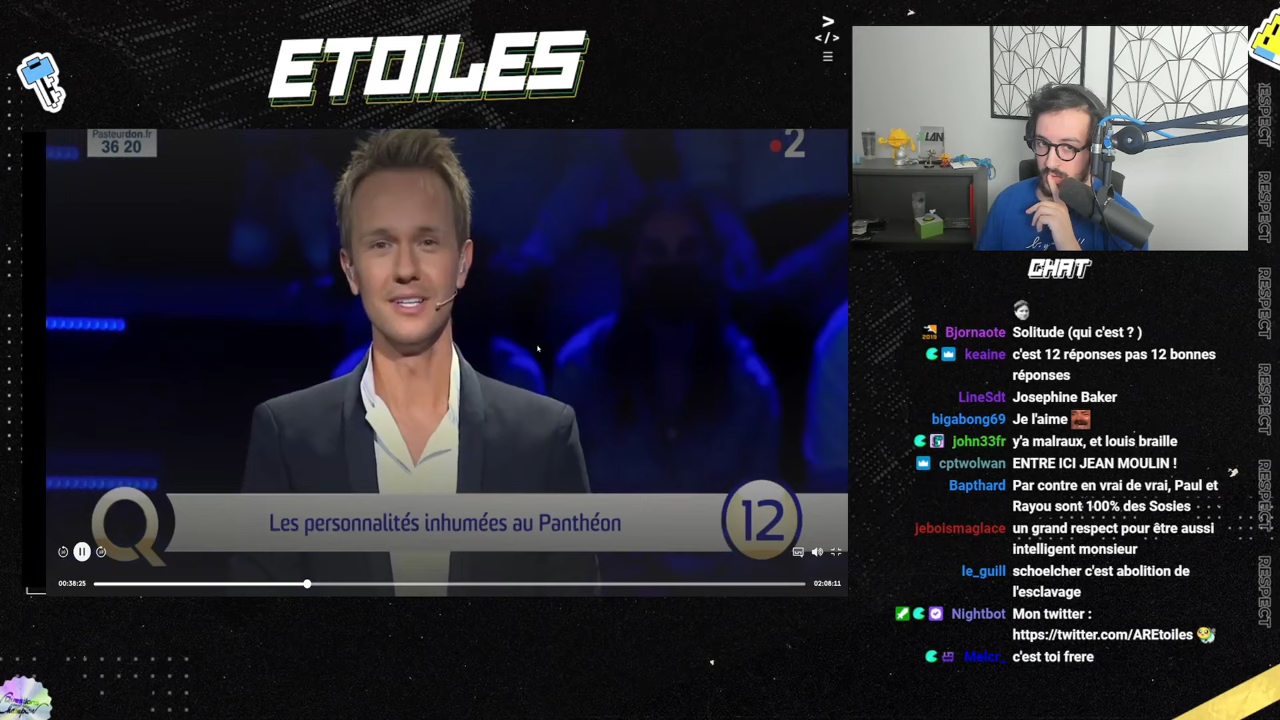 ETOILES
>
</>
Pasteurdon.fr
36 20
2
LAN
Les personnalités inhumées au Panthéon
12
00:38:25
02:08:11
CHAT
Bjornaote Solitude (qui c'est ? )
2019
keaine c'est 12 réponses pas 12 bonnes
réponses
LineSdt Josephine Baker
bigabong69 Je l'aime
john33fr y'a malraux, et louis braille
cptwolwan ENTRE ICI JEAN MOULIN !
Bapthard Par contre en vrai de vrai, Paul et
Rayou sont 100% des Sosies
jeboismaglace un grand respect pour être aussi
intelligent monsieur
le_guill schoelcher c'est abolition de
l'esclavage
Nightbot Mon twitter :
https://twitter.com/AREtoiles
Melcr_ c'est toi frere
RESPECT
RESPECT
RESPECT
RESPECT
RESPECT
RESPECT